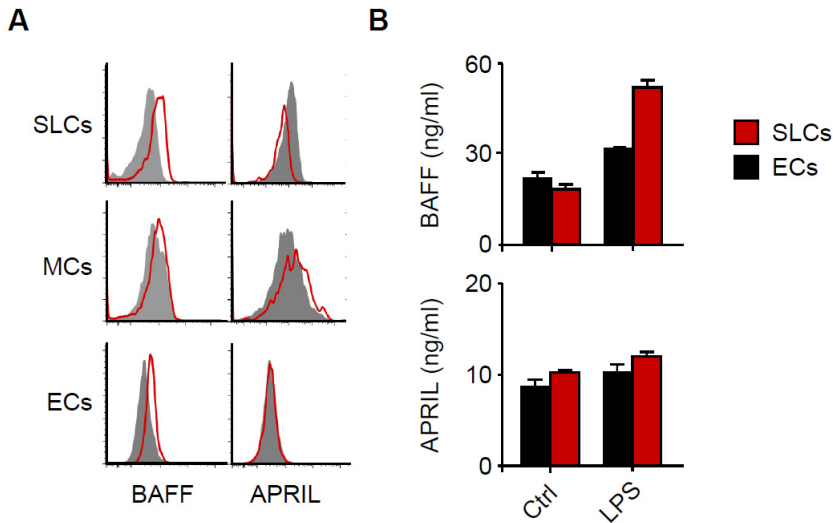 A
B
SLCs
MCs
ECs
BAFF
APRIL
BAFF (ng/ml)
60
30
0
SLCs
ECs
APRIL (ng/ml)
20
10
0
Ctrl
LPS